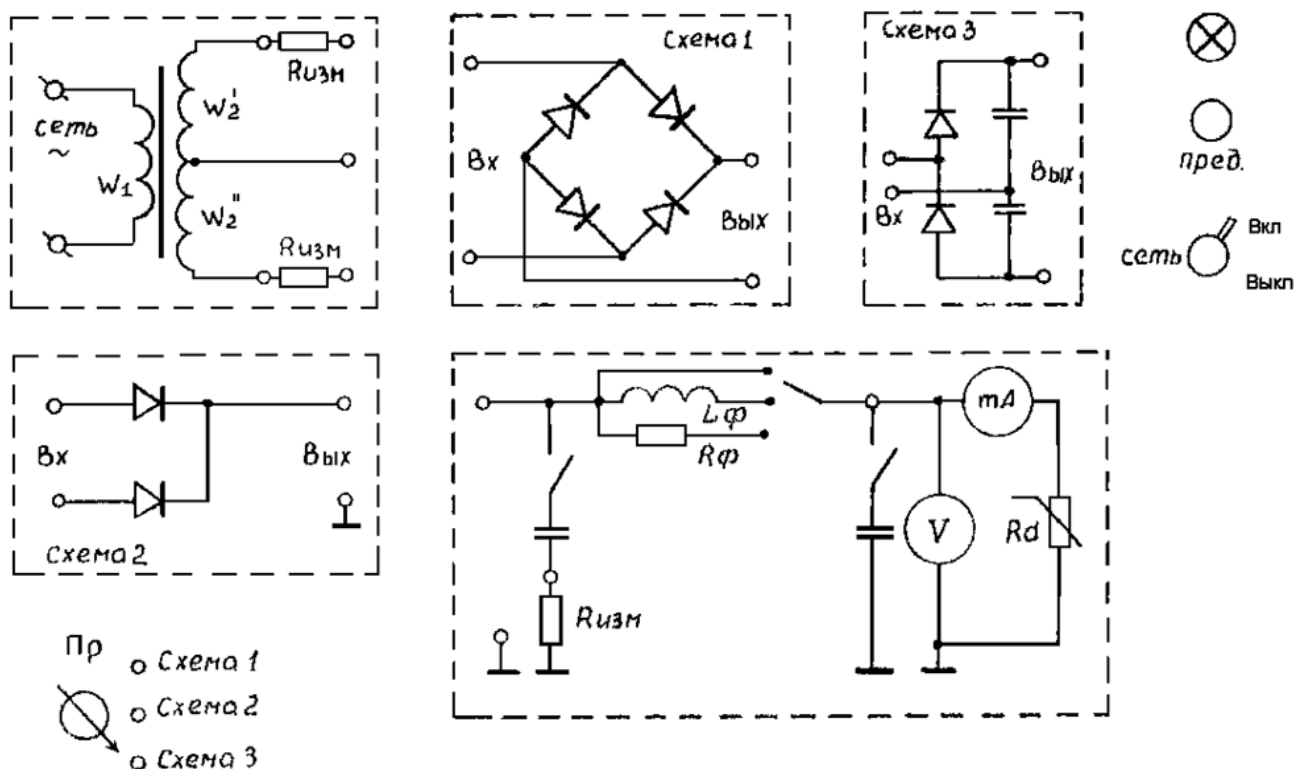 Rизм
W2'
сеть
~
W1
W2''
Rизм
Схема 1
Вх
Вых
Схема 3
Вых
Вх
пред.
Вкл
сеть
Выкл
Вх
Вых
Схема 2
Lф
Rф
mA
V
Rd
Rизм
Пр
Схема 1
Схема 2
Схема 3